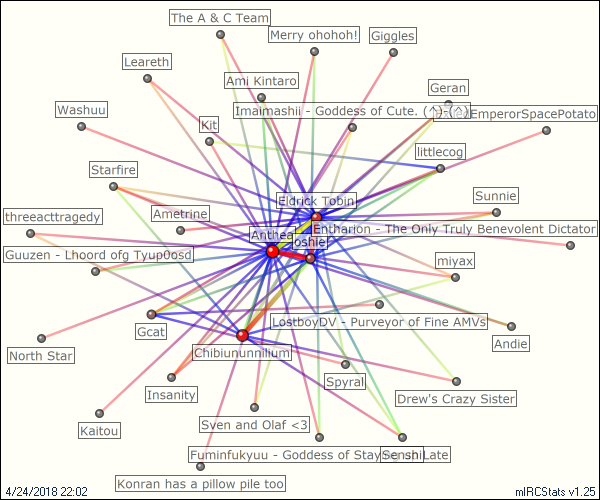 The A & C Team
Merry ohohoh!
Giggles
Leareth
Ami Kintaro
Geran
Washuu
Imaimashii - Goddess of Cute. (^)-(^)
EmperorSpacePotato
Kit
littlecog
Starfire
Eldrick Tobin
Sunnie
threeacttragedy
Ametrine
Anthea
Entharion - The Only Truly Benevolent Dictator
oshie
Guuzen - Lhoord ofg Tyup0osd
miyax
LostboyDV - Purveyor of Fine AMVs
Gcat
Andie
North Star
Chibiununnilium
Insanity
Spyral
Drew's Crazy Sister
Sven and Olaf <3
Kaitou
Fuminfukyuu - Goddess of Staying Late
Konran has a pillow pile too
4/24/2018 22:02
mIRCStats v1.25